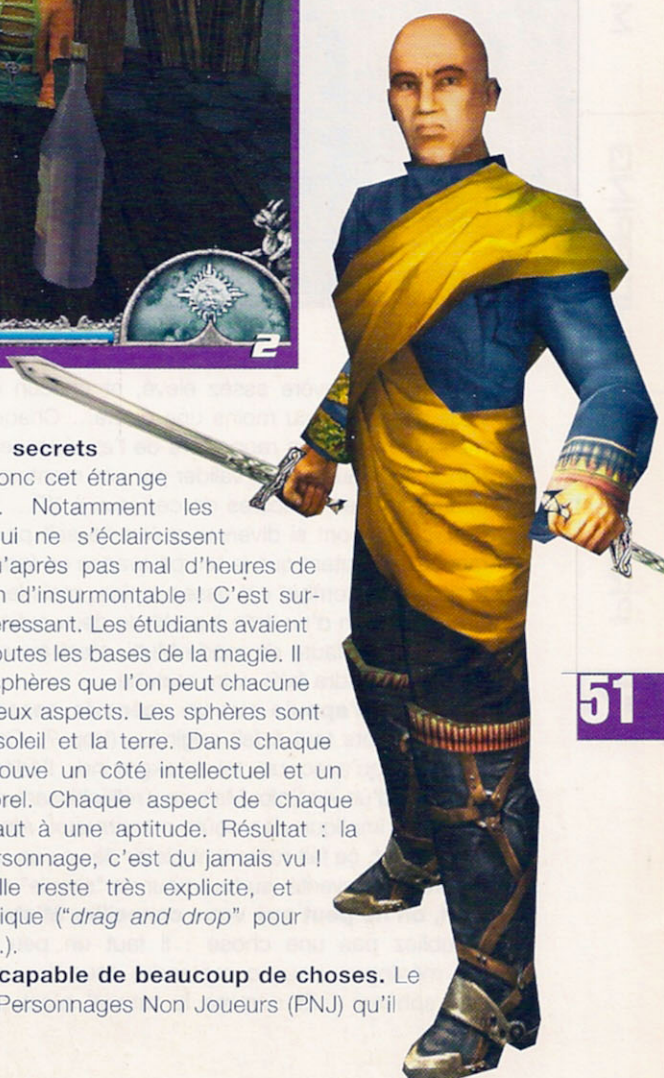 2
secrets
onc cet étrange
. Notamment les
ui ne s'éclaircissent
u'après pas mal d'heures de
n d'insurmontable ! C'est sur-
éressant. Les étudiants avaient
outes les bases de la magie. Il
sphères que l'on peut chacune
eux aspects. Les sphères sont
soleil et la terre. Dans chaque
ouve un côté intellectuel et un
orel. Chaque aspect de chaque
aut à une aptitude. Résultat : la
ersonnage, c'est du jamais vu !
lle reste très explicite, et
ique ("drag and drop" pour
.).
capable de beaucoup de choses. Le
Personnages Non Joueurs (PNJ) qu'il
51